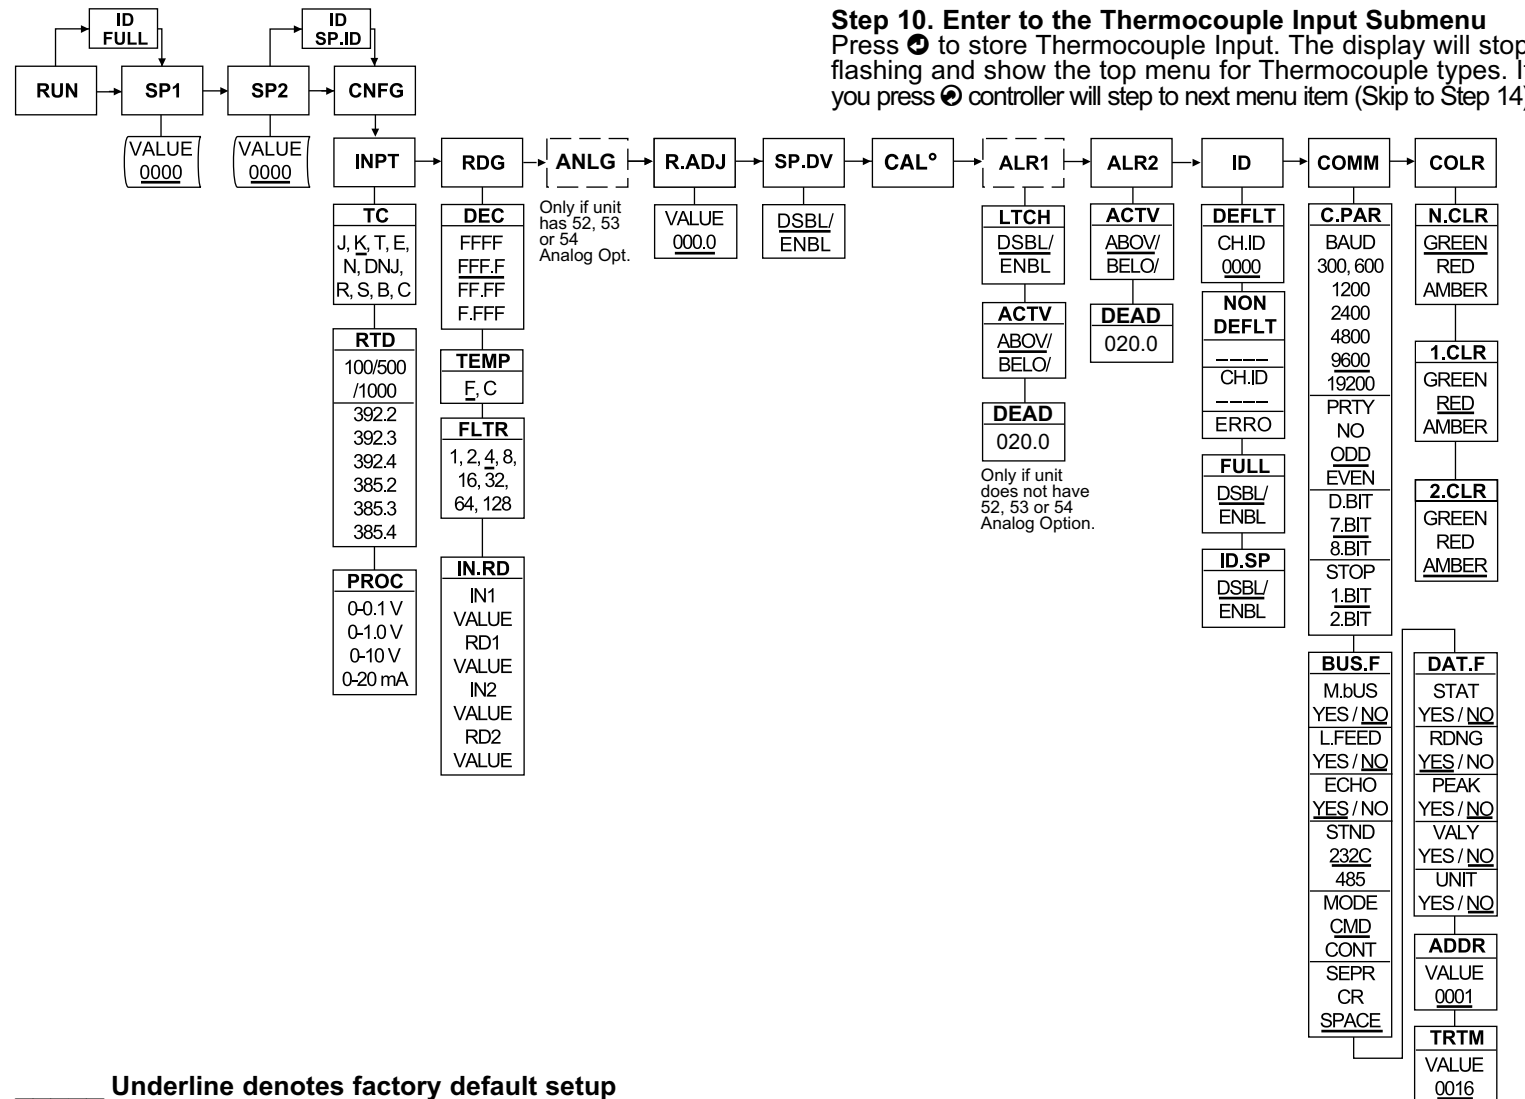 ID
FULL
ID
SP.ID
RUN
SP1
SP2
CNFG
VALUE
0000
VALUE
0000
Step 10. Enter to the Thermocouple Input Submenu
Press to store Thermocouple Input. The display will stop
flashing and show the top menu for Thermocouple types. If
you press controller will step to next menu item (Skip to Step 14)
INPT
RDG
ANLG
R.ADJ
SP.DV
CAL°
ALR1
ALR2
ID
COMM
COLR
TC
J, K, T, E,
N, DNJ,
R, S, B, C
RTD
100/500
/1000
392.2
392.3
392.4
385.2
385.3
385.4
PROC
0-0.1 V
0-1.0 V
0-10 V
0-20 mA
DEC
FFFF
FFF.F
FF.FF
F.FFF
TEMP
F, C
FLTR
1, 2, 4, 8,
16, 32,
64, 128
IN.RD
IN1
VALUE
RD1
VALUE
IN2
VALUE
RD2
VALUE
Only if unit
has 52, 53
or 54
Analog Opt.
VALUE
000.0
DSBL/
ENBL
LTCH
DSBL/
ENBL
ACTV
ABOV/
BELO/
DEAD
020.0
Only if unit
does not have
52, 53 or 54
Analog Option.
ACTV
ABOV/
BELO/
DEAD
020.0
DEFLT
CH.ID
0000
NON
DEFLT
_ _ _ _
CH.ID
_ _ _ _
ERRO
FULL
DSBL/
ENBL
ID.SP
DSBL/
ENBL
C.PAR
BAUD
300, 600
1200
2400
4800
9600
19200
PRTY
NO
ODD
EVEN
D.BIT
7.BIT
8.BIT
STOP
1.BIT
2.BIT
BUS.F
M.bUS
YES / NO
L.FEED
YES / NO
ECHO
YES / NO
STND
232C
485
MODE
CMD
CONT
SEPR
CR
SPACE
N.CLR
GREEN
RED
AMBER
1.CLR
GREEN
RED
AMBER
2.CLR
GREEN
RED
AMBER
DAT.F
STAT
YES / NO
RDNG
YES / NO
PEAK
YES / NO
VALY
YES / NO
UNIT
YES / NO
ADDR
VALUE
0001
TRTM
VALUE
0016
______ Underline denotes factory default setup